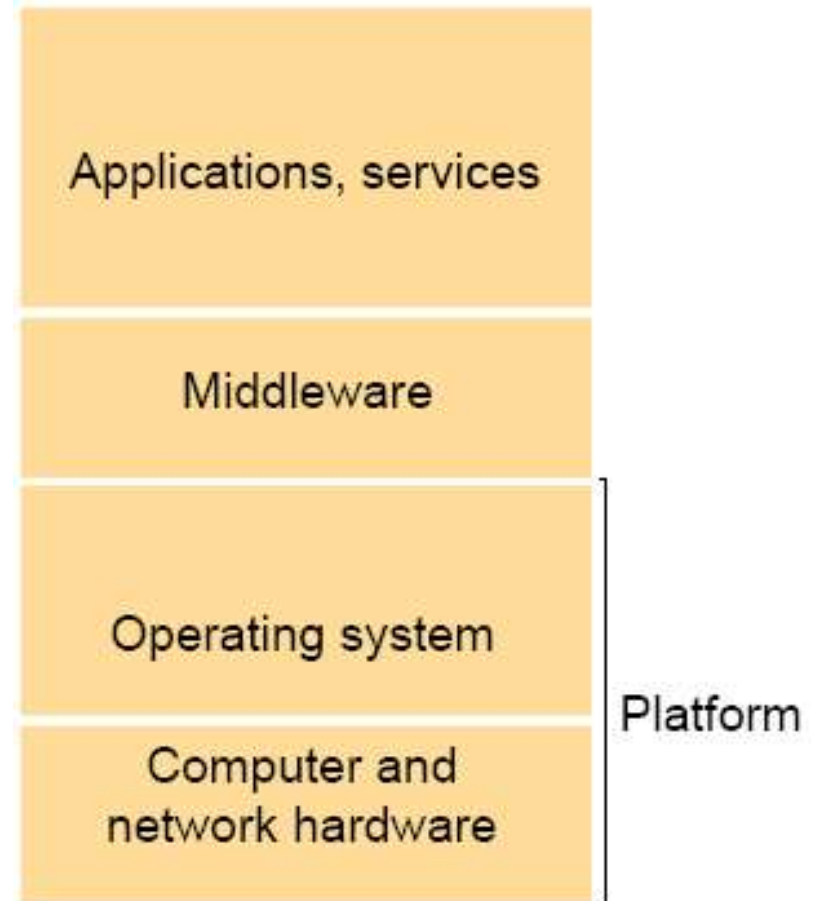 Applications, services
Middleware
Operating system
Platform
Computer and
network hardware